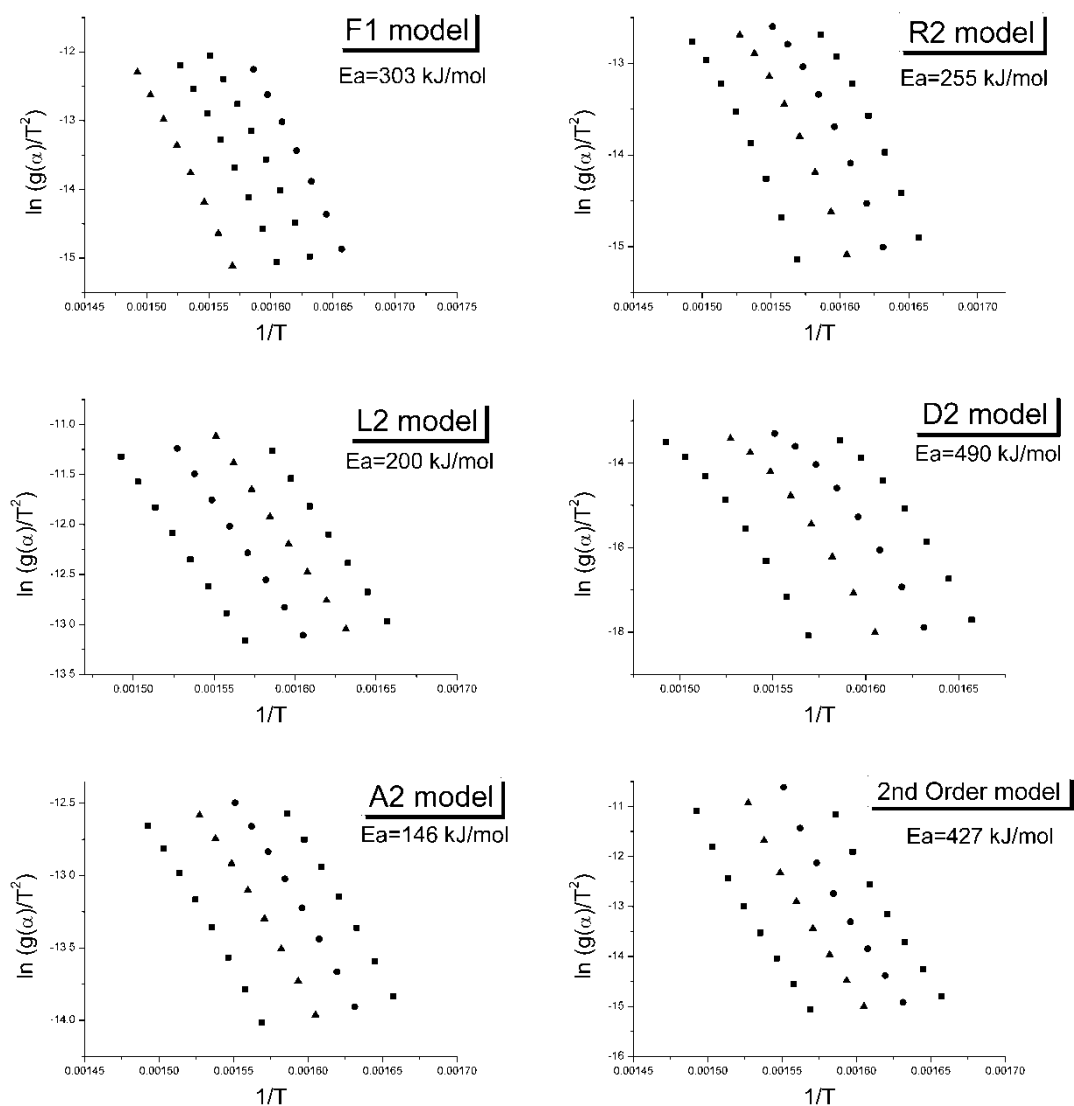 F1 model
Ea=303 kJ/mol
ln (g(α)/T²)
-12
-13
-14
-15
0.00145 0.00150 0.00155 0.00160 0.00165 0.00170 0.00175
1/T
R2 model
Ea=255 kJ/mol
ln (g(α)/T²)
-13
-14
-15
0.00145 0.00150 0.00155 0.00160 0.00165 0.00170
1/T
L2 model
Ea=200 kJ/mol
ln (g(α)/T²)
-11.0
-11.5
-12.0
-12.5
-13.0
-13.5
0.00150 0.00155 0.00160 0.00165 0.00170
1/T
D2 model
Ea=490 kJ/mol
ln (g(α)/T²)
-14
-16
-18
0.00150 0.00155 0.00160 0.00165
1/T
A2 model
Ea=146 kJ/mol
ln (g(α)/T²)
-12.5
-13.0
-13.5
-14.0
0.00145 0.00150 0.00155 0.00160 0.00165 0.00170
1/T
2nd Order model
Ea=427 kJ/mol
ln (g(α)/T²)
-11
-12
-13
-14
-15
-16
0.00145 0.00150 0.00155 0.00160 0.00165 0.00170
1/T